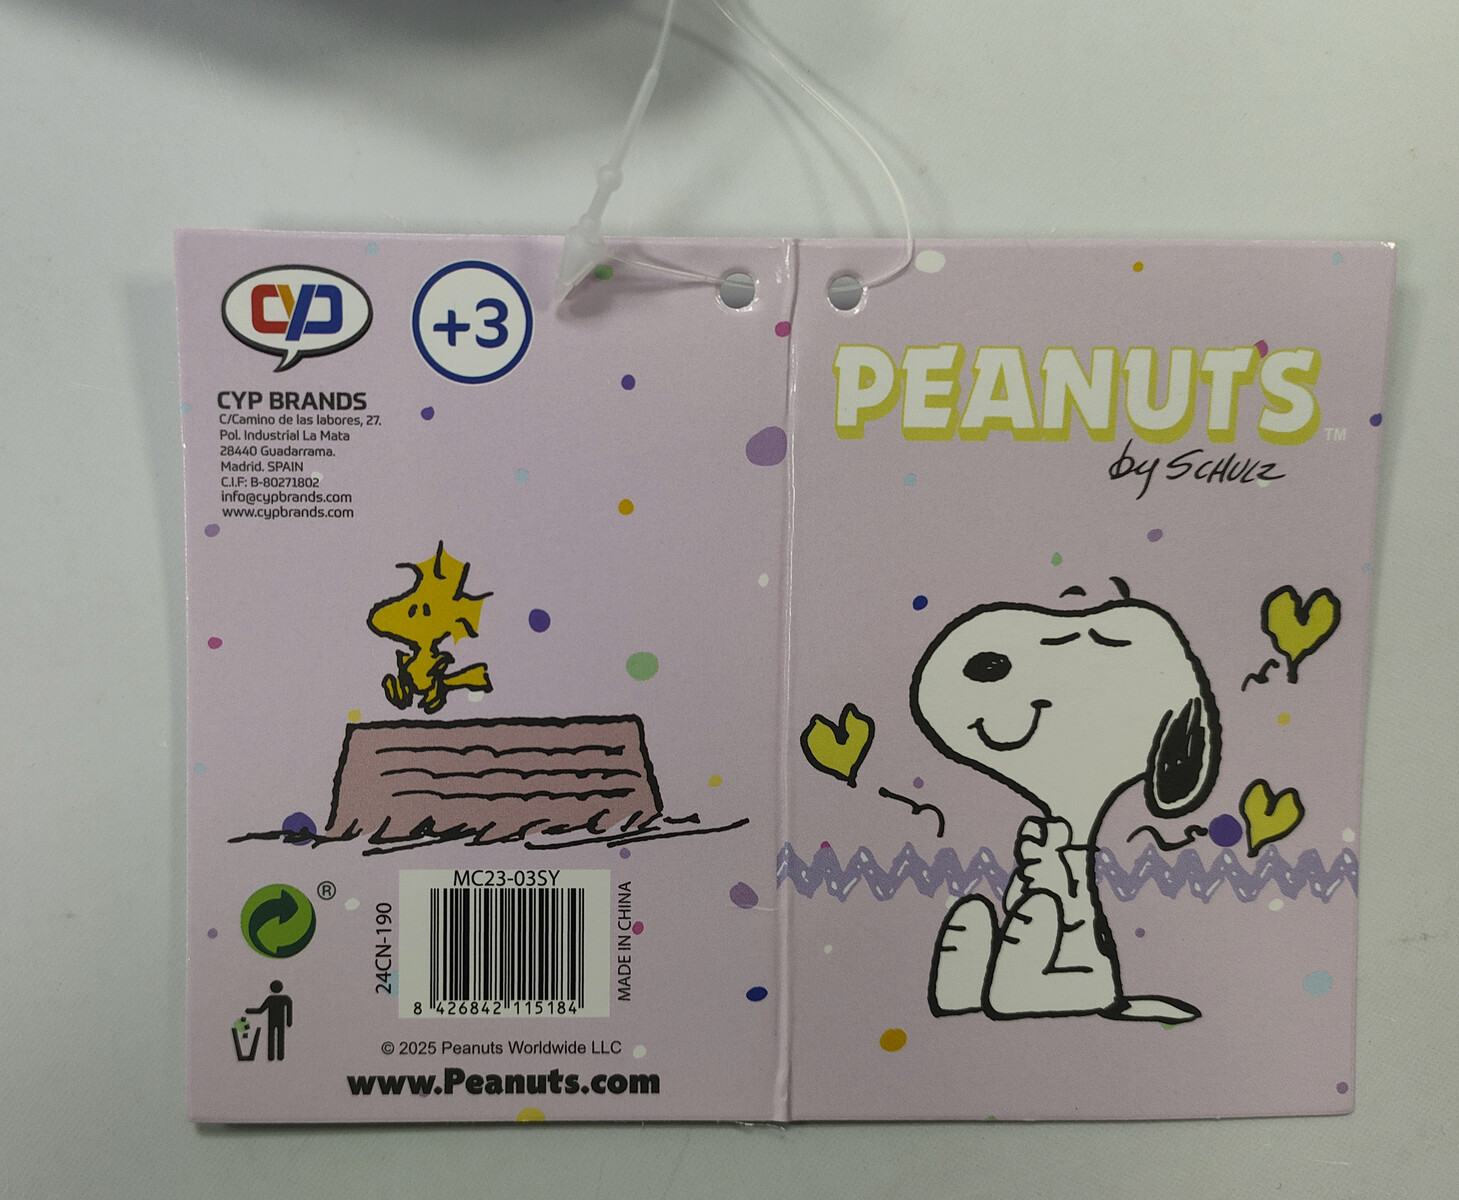 CYP
+3
CYP BRANDS
C/Camino de las labores, 27.
Pol. Industrial La Mata
28440 Guadarrama.
Madrid. SPAIN
C.I.F: B-80271802
info@cypbrands.com
www.cypbrands.com
®
24CN-190
MC23-03SY
8 426842 115184
MADE IN CHINA
© 2025 Peanuts Worldwide LLC
www.Peanuts.com
PEANUTS TM
by SCHULZ